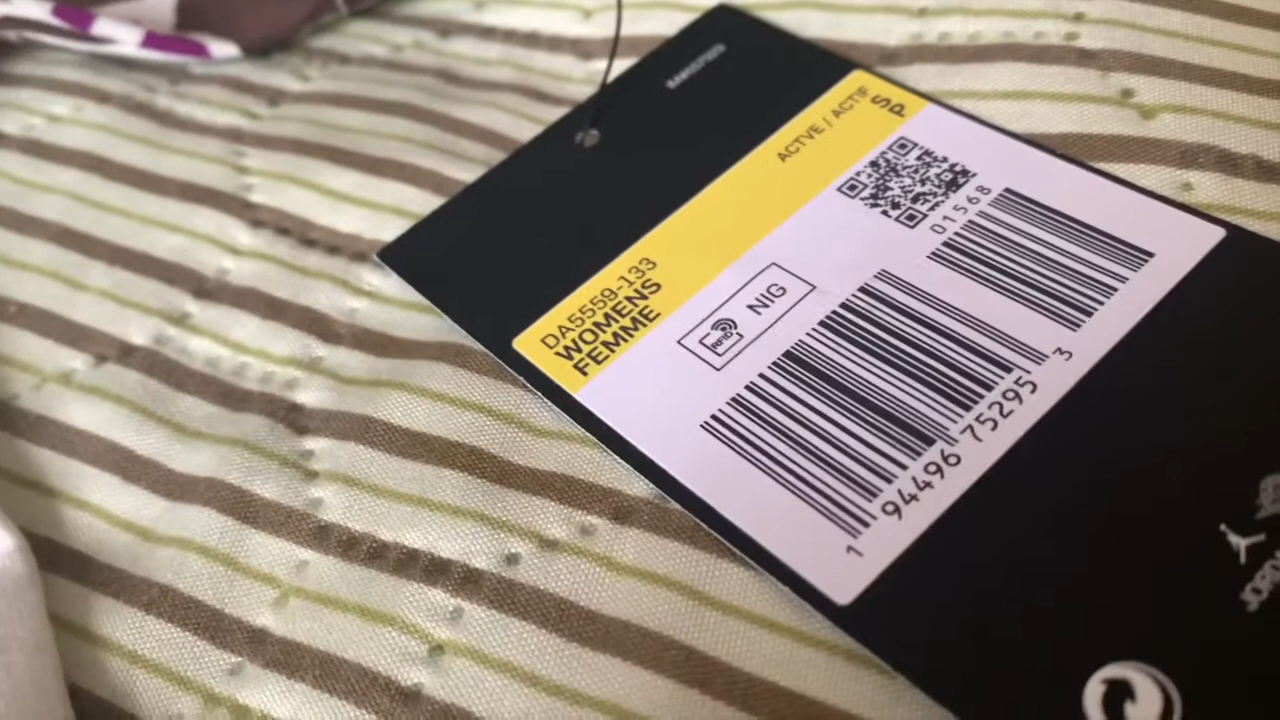 ACTVE / ACTIF
S
P
DA5559-133
WOMENS
FEMME
RFID
NIG
01568
1 94496 75295 3